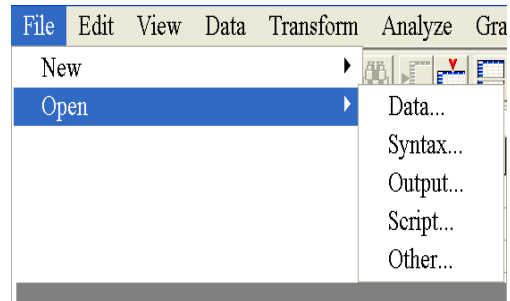 File Edit View Data Transform Analyze Gra
New
Open
Data...
Syntax...
Output...
Script...
Other...